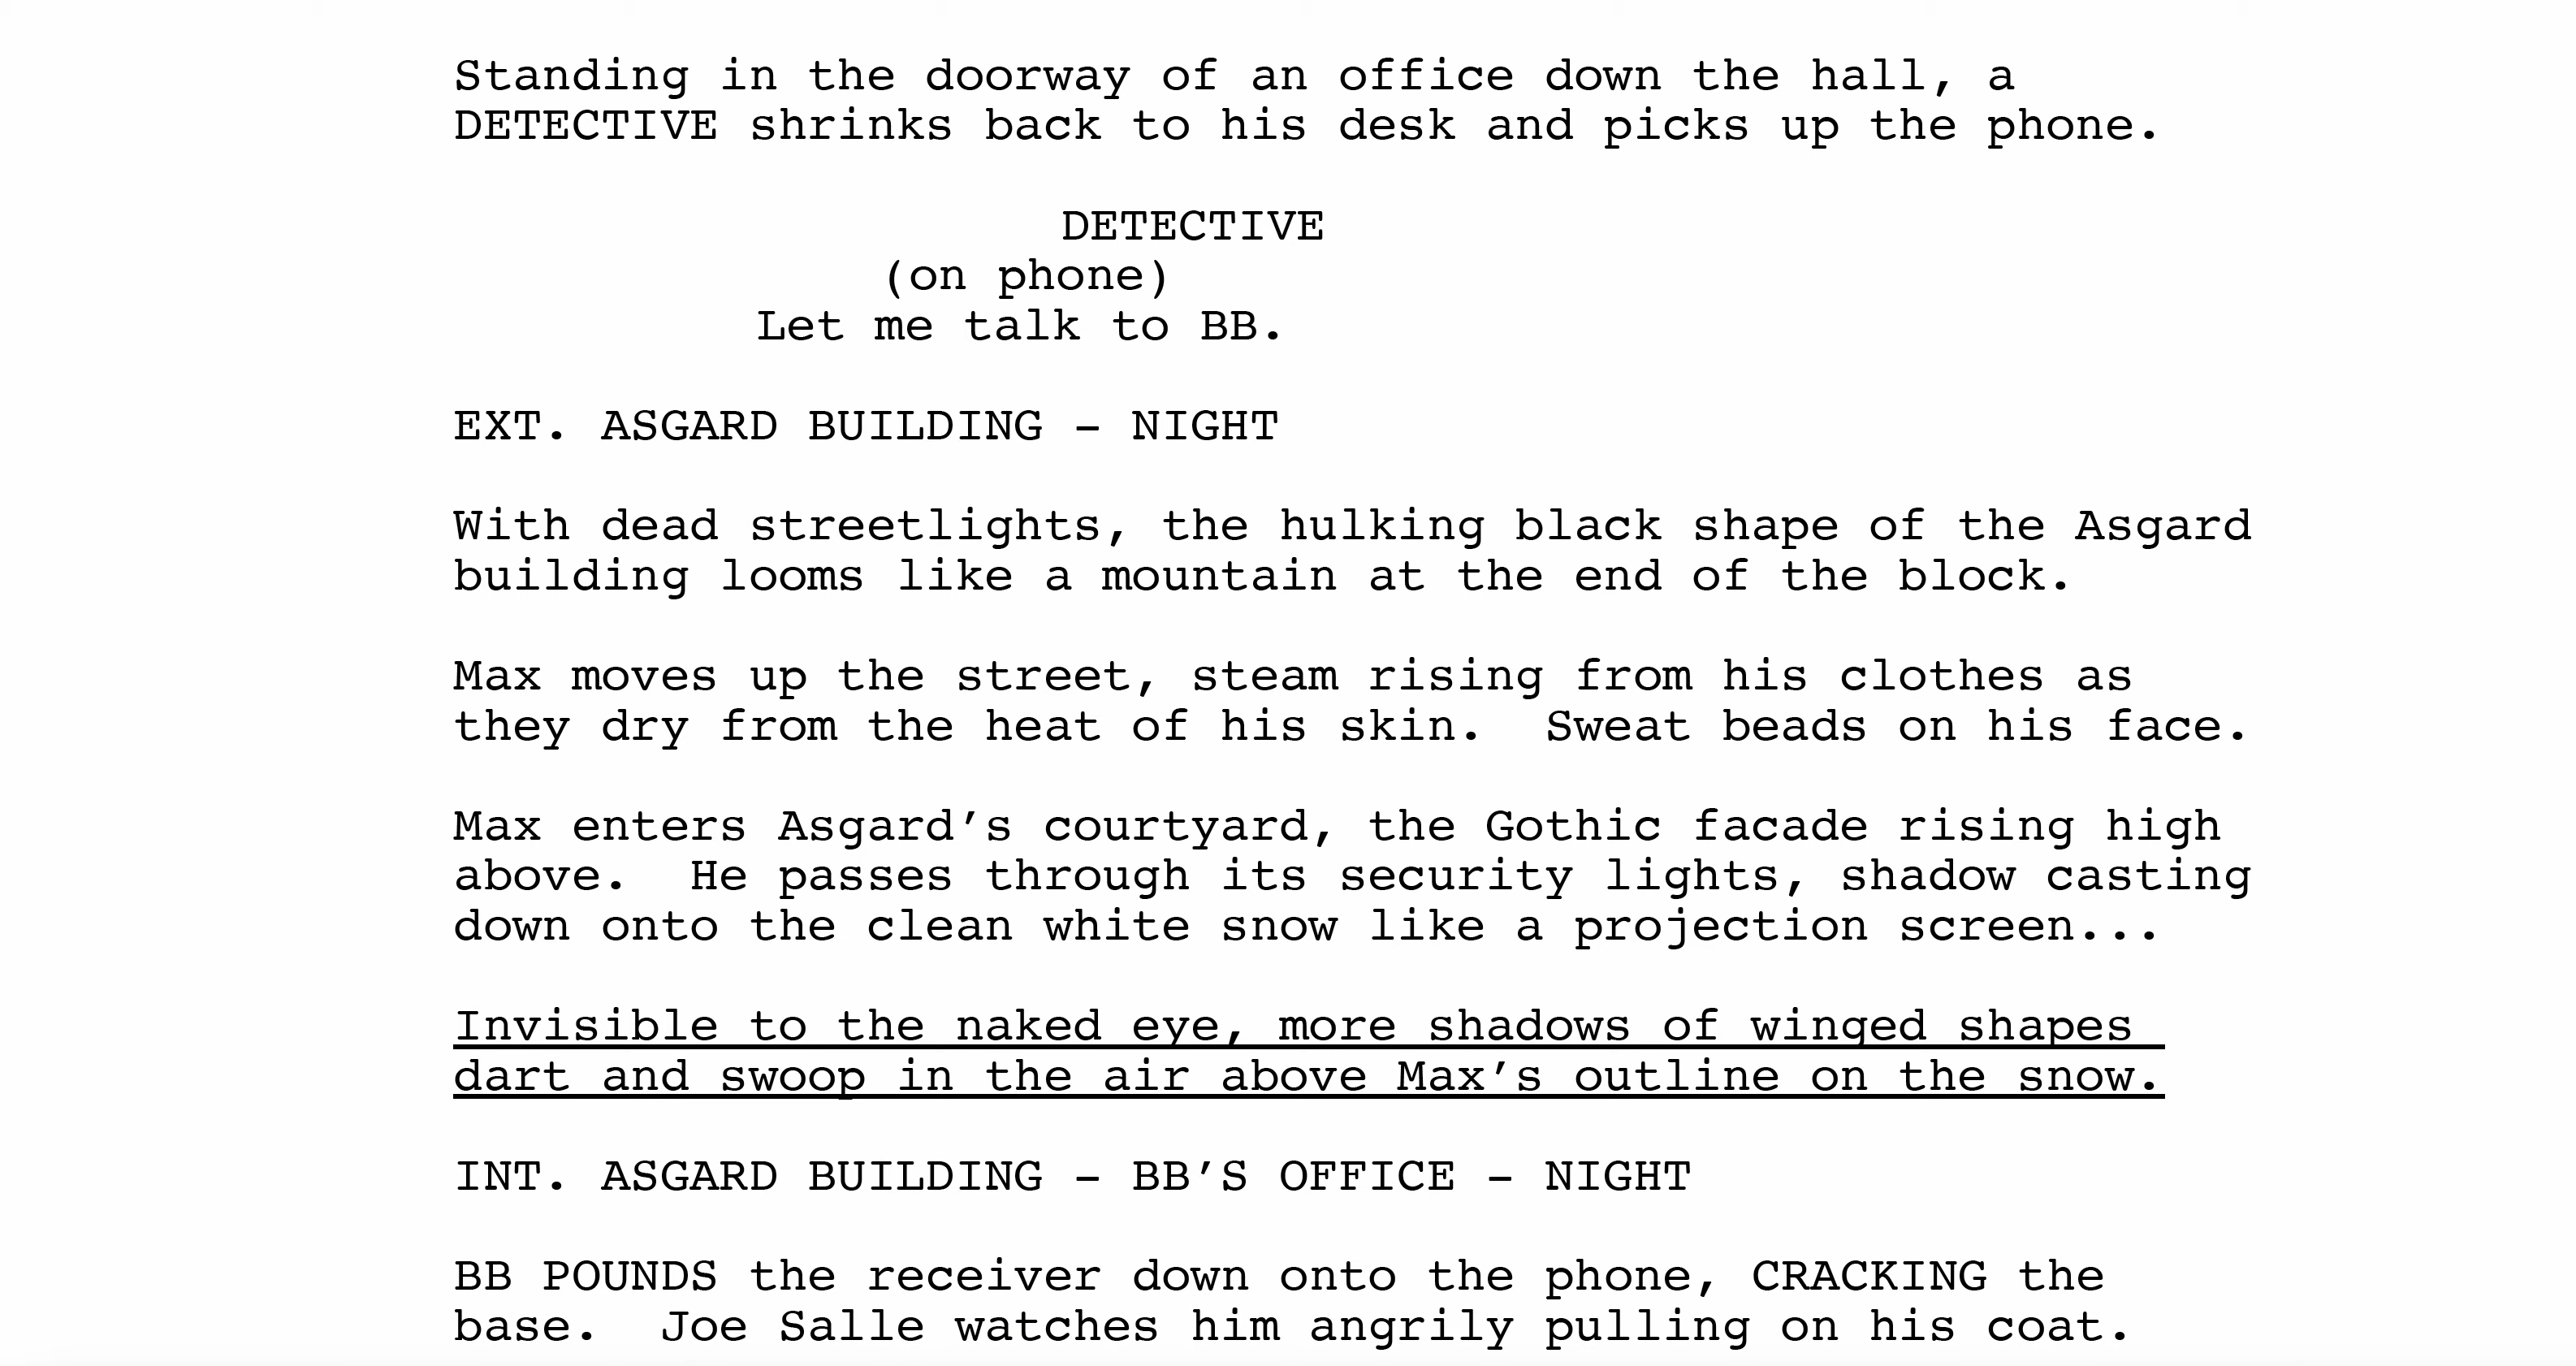 Standing in the doorway of an office down the hall, a
DETECTIVE shrinks back to his desk and picks up the phone.
DETECTIVE
(on phone)
Let me talk to BB.
EXT. ASGARD BUILDING - NIGHT
With dead streetlights, the hulking black shape of the Asgard
building looms like a mountain at the end of the block.
Max moves up the street, steam rising from his clothes as
they dry from the heat of his skin.  Sweat beads on his face.
Max enters Asgard's courtyard, the Gothic facade rising high
above.  He passes through its security lights, shadow casting
down onto the clean white snow like a projection screen...
Invisible to the naked eye, more shadows of winged shapes
dart and swoop in the air above Max's outline on the snow.
INT. ASGARD BUILDING - BB'S OFFICE - NIGHT
BB POUNDS the receiver down onto the phone, CRACKING the
base.  Joe Salle watches him angrily pulling on his coat.